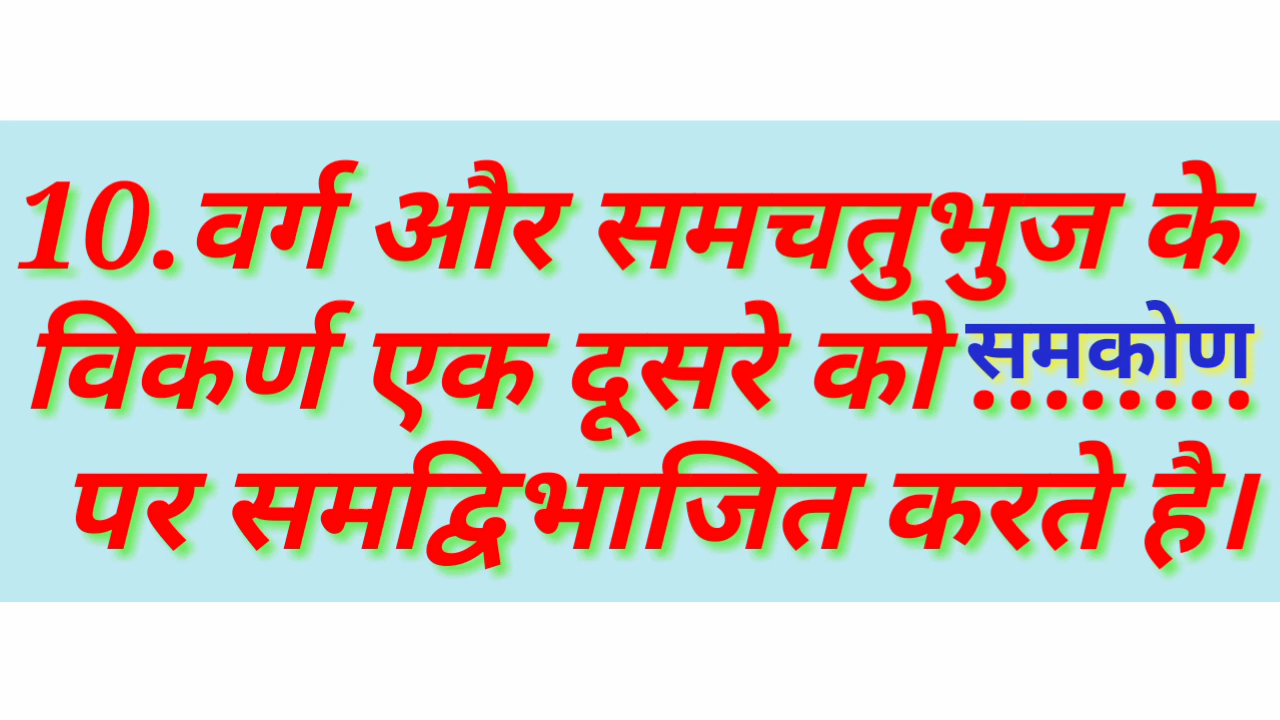 10.वर्ग और समचतुभुज के
विकर्ण एक दूसरे को समकोण ........
पर समद्विभाजित करते है।